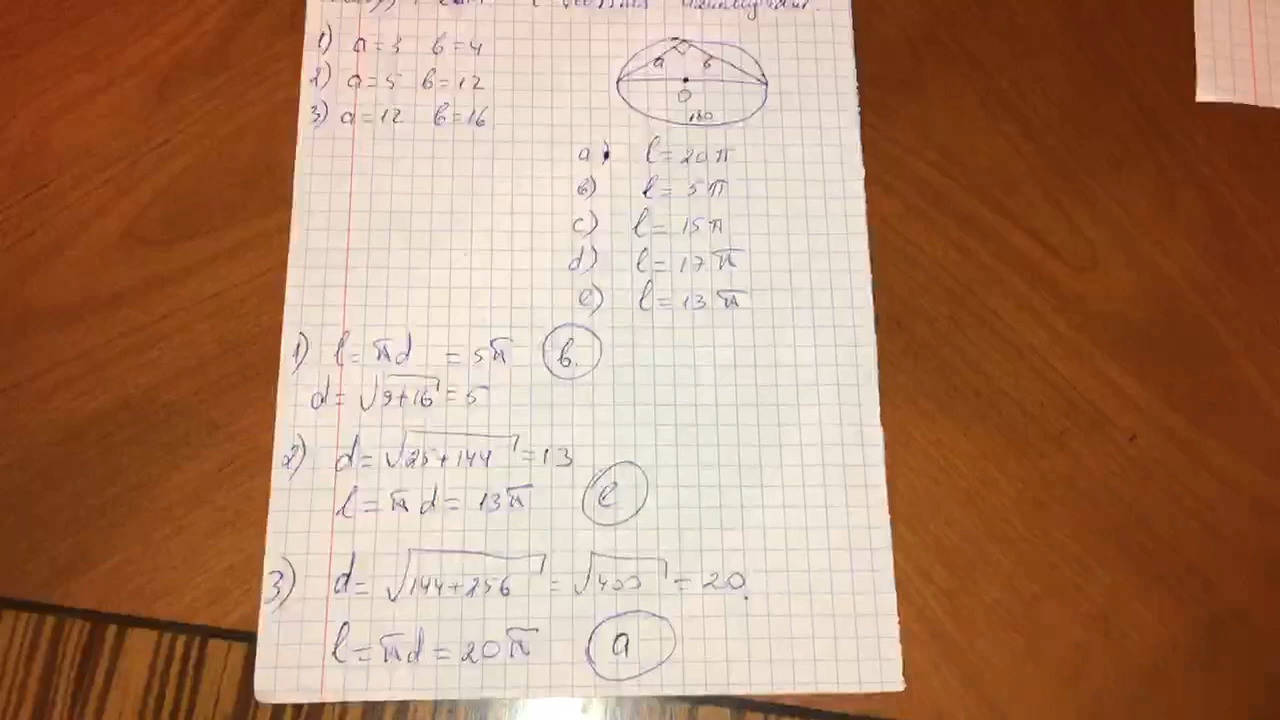 1) a=3 b=4
2) a=5 b=12
3) a=12 b=16
a b
O
180
a) l=20π
b) l=5π
c) l=15π
d) l=17π
e) l=13π
1) l=πd =5π b.
d=√9+16=5
2) d=√25+144=13
l=πd=13π e
3) d=√144+256=√400=20.
l=πd=20π a